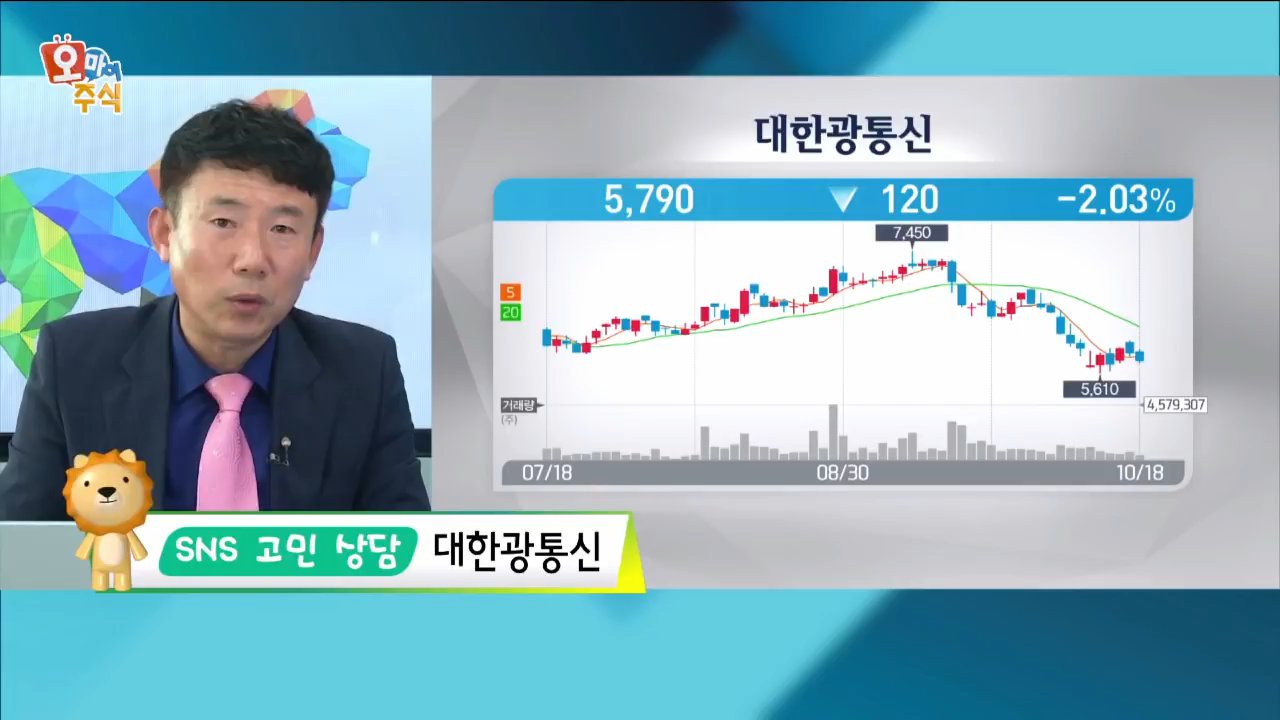 오마이
주식
대한광통신
5,790 ▼ 120 -2.03%
7,450
5
20
5,610
거래량
(주)
4,579,307
07/18 08/30 10/18
SNS 고민 상담 대한광통신